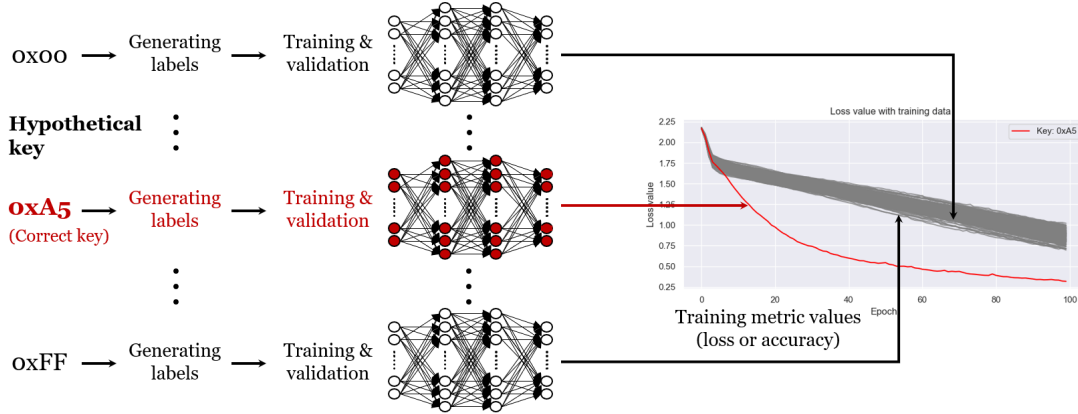 0x00
Generating
labels
Training &
validation
Hypothetical
key
0xA5
(Correct key)
Generating
labels
Training &
validation
0xFF
Generating
labels
Training &
validation
Loss value with training data
Key: 0xA5
Loss value
2.25
2.00
1.75
1.50
1.25
1.00
0.75
0.50
0.25
0
20
40
60
80
100
Epoch
Training metric values
(loss or accuracy)